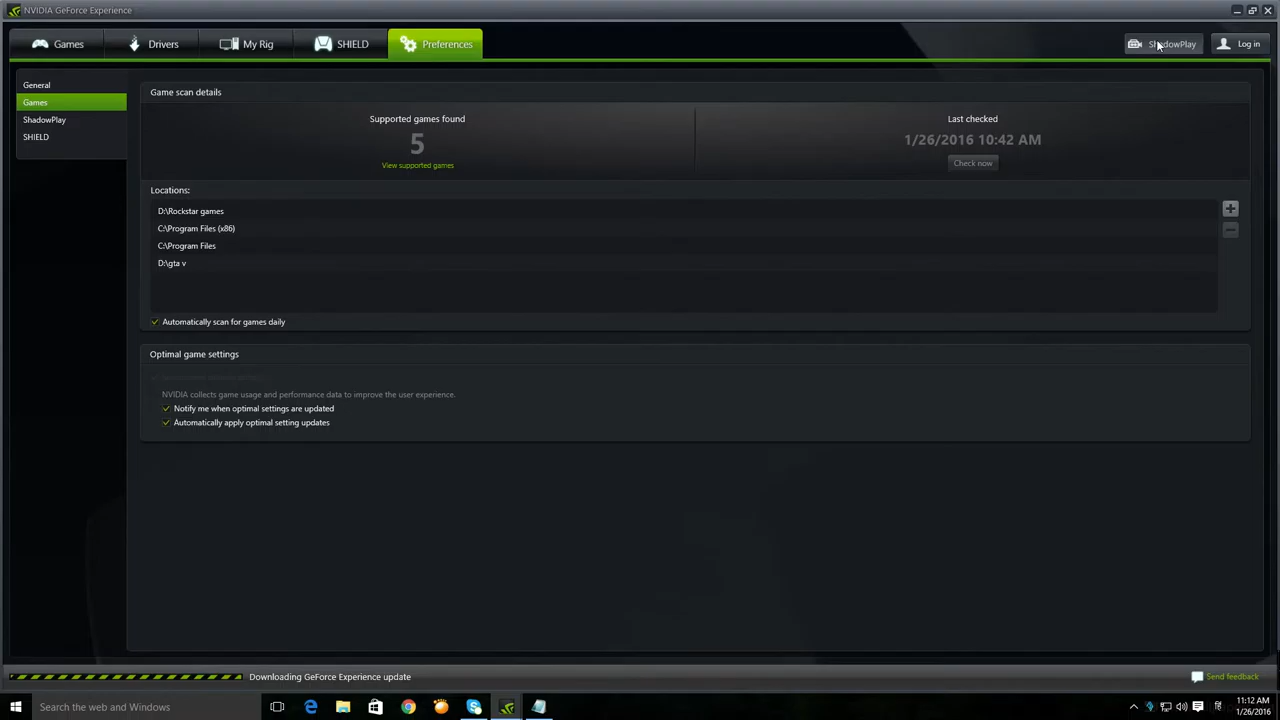 NVIDIA GeForce Experience
Games
Drivers
My Rig
SHIELD
Preferences
ShadowPlay
Log in
General
Games
ShadowPlay
SHIELD
Game scan details
Supported games found
5
View supported games
Last checked
1/26/2016 10:42 AM
Check now
Locations:
D:\Rockstar games
C:\Program Files (x86)
C:\Program Files
D:\gta v
Automatically scan for games daily
Optimal game settings
NVIDIA collects game usage and performance data to improve the user experience.
Notify me when optimal settings are updated
Automatically apply optimal setting updates
Downloading GeForce Experience update
Send feedback
Search the web and Windows
11:12 AM
1/26/2016